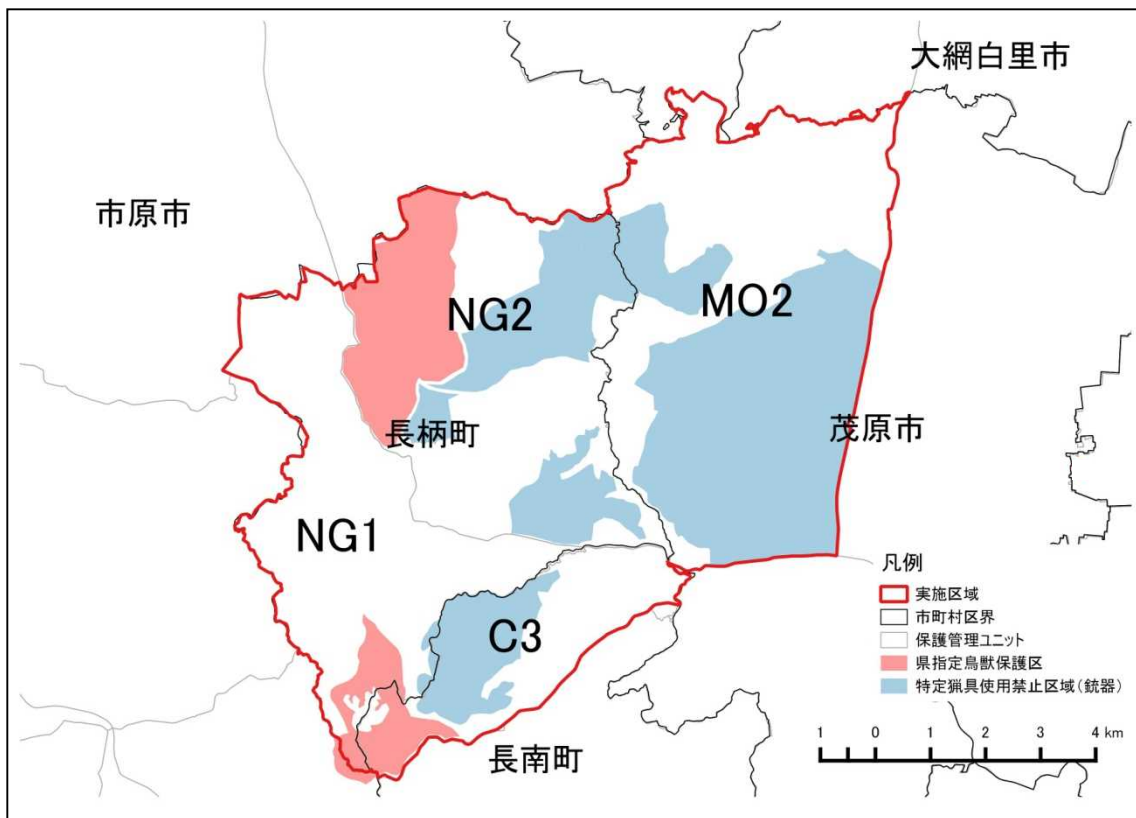 大網白里市
市原市
NG2
MO2
長柄町
茂原市
NG1
C3
長南町
凡例
実施区域
市町村区界
保護管理ユニット
県指定鳥獣保護区
特定猟具使用禁止区域(銃器)
1 0 1 2 3 4 km